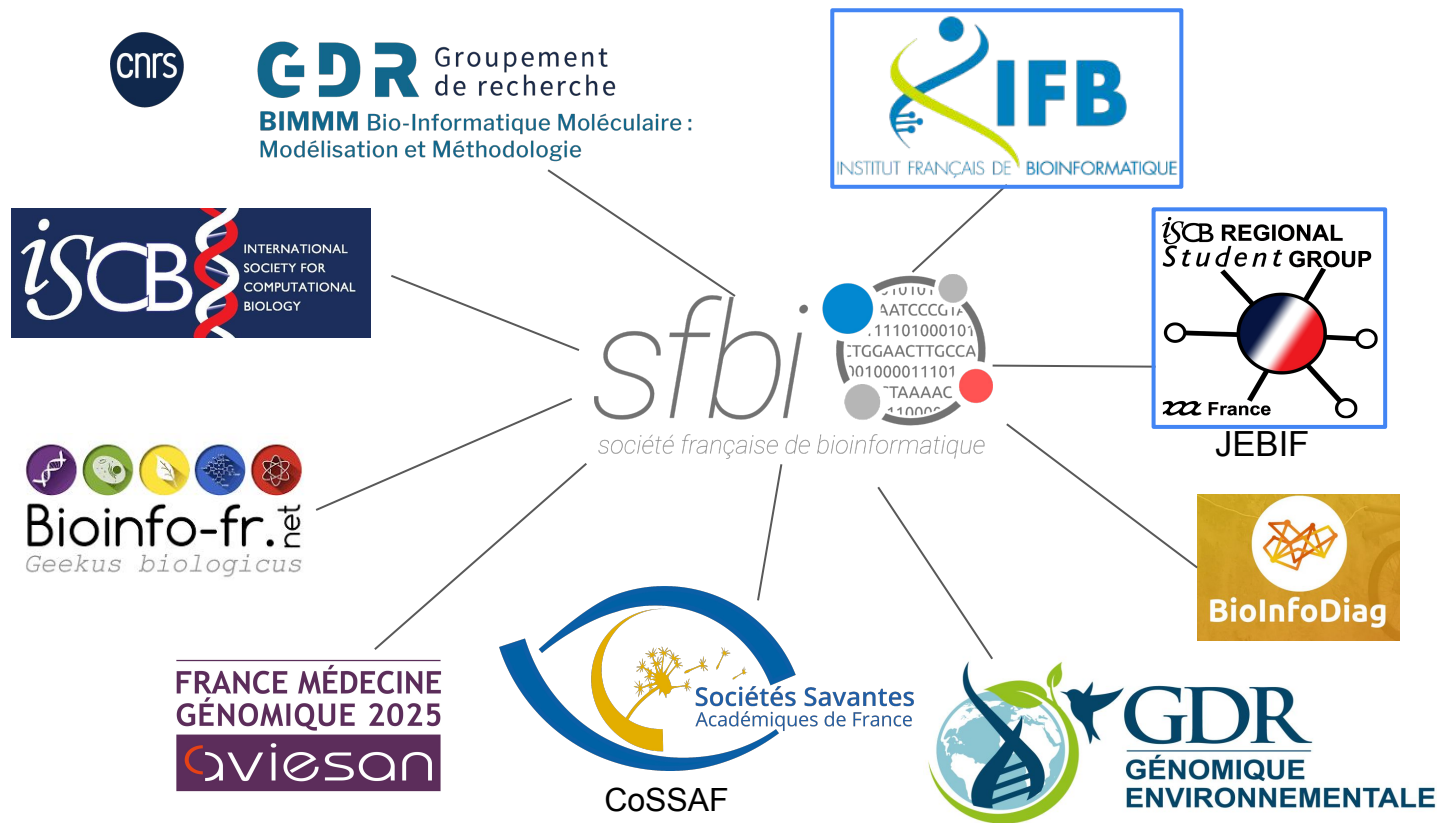 cnrs
GDR Groupement
de recherche
BIMMM Bio-Informatique Moléculaire :
Modélisation et Méthodologie
IFB
INSTITUT FRANÇAIS DE BIOINFORMATIQUE
iSCB
INTERNATIONAL
SOCIETY FOR
COMPUTATIONAL
BIOLOGY
iSCB REGIONAL
Student GROUP
France
JEBIF
sfbi
AATCCCGTA
11101000101
CTGGAACTTGCCA
001000011101
CTAAAAC
société française de bioinformatique
Bioinfo-fr.net
Geekus biologicus
BioInfoDiag
FRANCE MÉDECINE
GÉNOMIQUE 2025
aviesan
Sociétés Savantes
Académiques de France
CoSSAF
GDR
GÉNOMIQUE
ENVIRONNEMENTALE